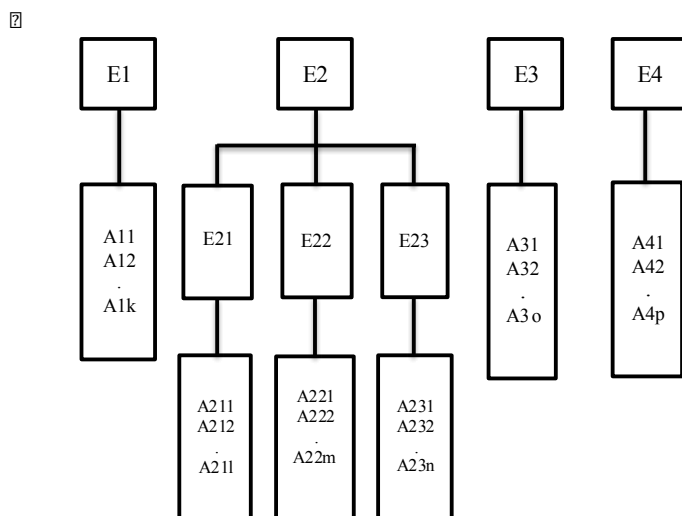 E1
E2
E3
E4
A11
A12
.
A1k
E21
E22
E23
A31
A32
.
A3o
A41
A42
.
A4p
A211
A212
.
A21l
A221
A222
.
A22m
A231
A232
.
A23n